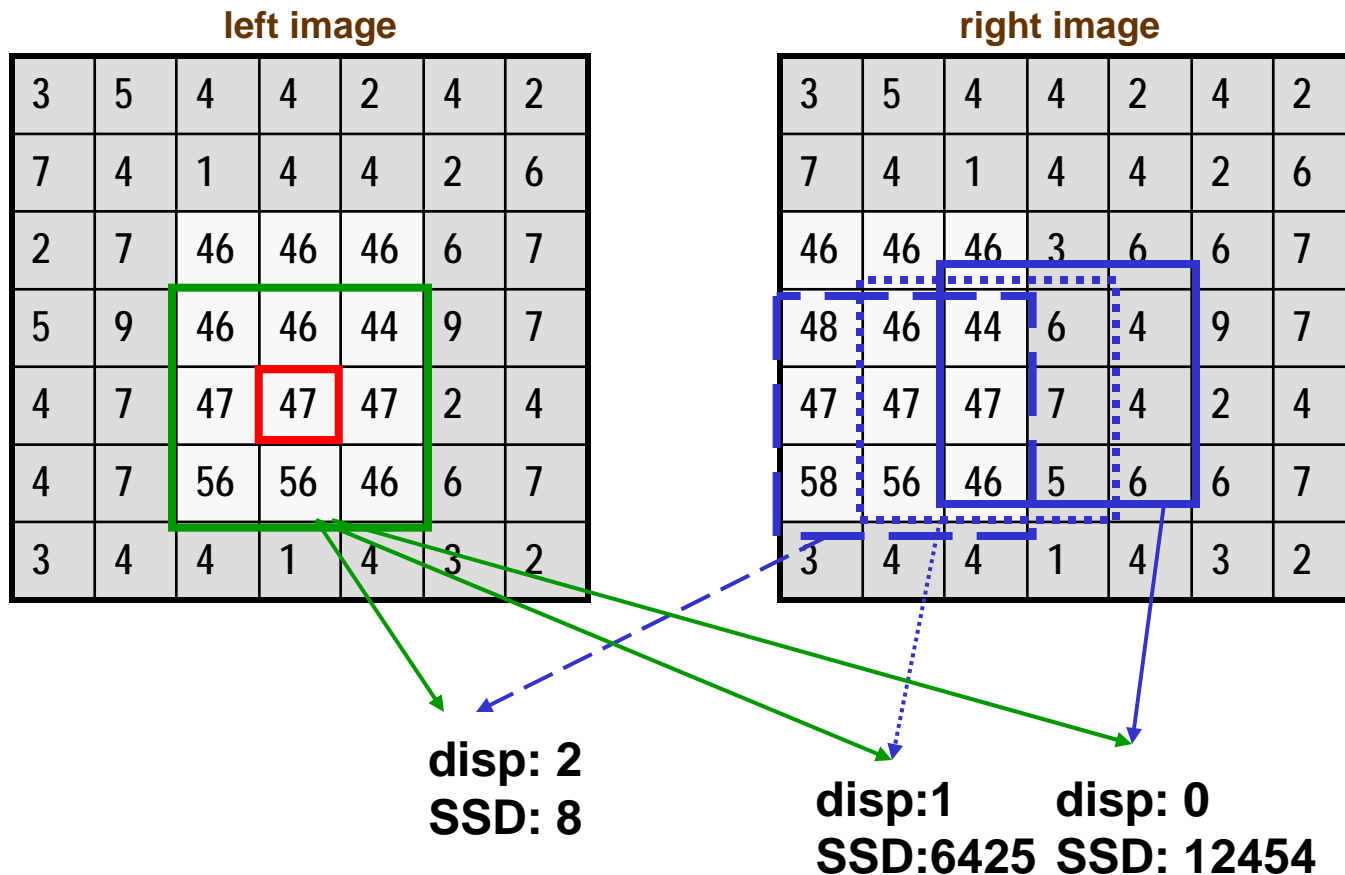 left image right image
3 5 4 4 2 4 2 3 5 4 4 2 4 2
7 4 1 4 4 2 6 7 4 1 4 4 2 6
2 7 46 46 46 6 7 46 46 46 3 6 6 7
5 9 46 46 44 9 7 48 46 44 6 4 9 7
4 7 47 47 47 2 4 47 47 47 7 4 2 4
4 7 56 56 46 6 7 58 56 46 5 6 6 7
3 4 4 1 4 3 2 3 4 4 1 4 3 2
disp: 2
SSD: 8
disp:1 disp: 0
SSD:6425 SSD: 12454